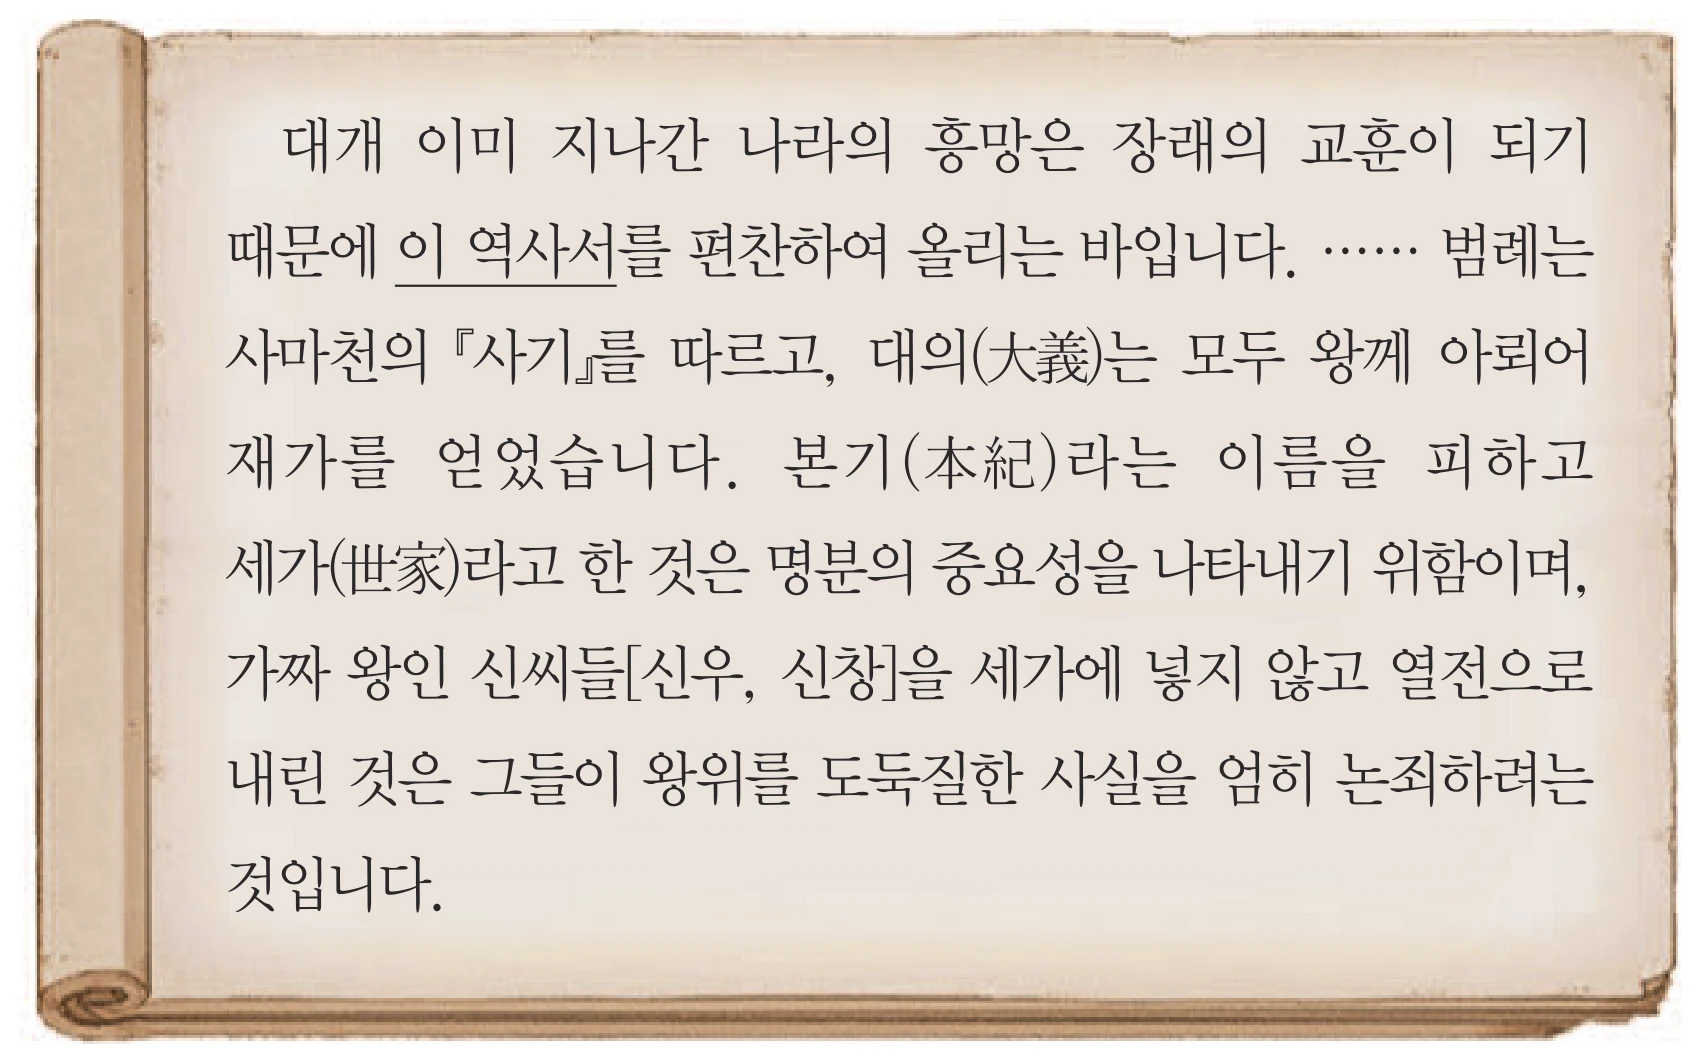 대개 이미 지나간 나라의 흥망은 장래의 교훈이 되기
때문에 이 역사서를 편찬하여 올리는 바입니다. …… 범례는
사마천의 『사기』를 따르고, 대의(大義)는 모두 왕께 아뢰어
재가를 얻었습니다. 본기(本紀)라는 이름을 피하고
세가(世家)라고 한 것은 명분의 중요성을 나타내기 위함이며,
가짜 왕인 신씨들[신우, 신창]을 세가에 넣지 않고 열전으로
내린 것은 그들이 왕위를 도둑질한 사실을 엄히 논죄하려는
것입니다.